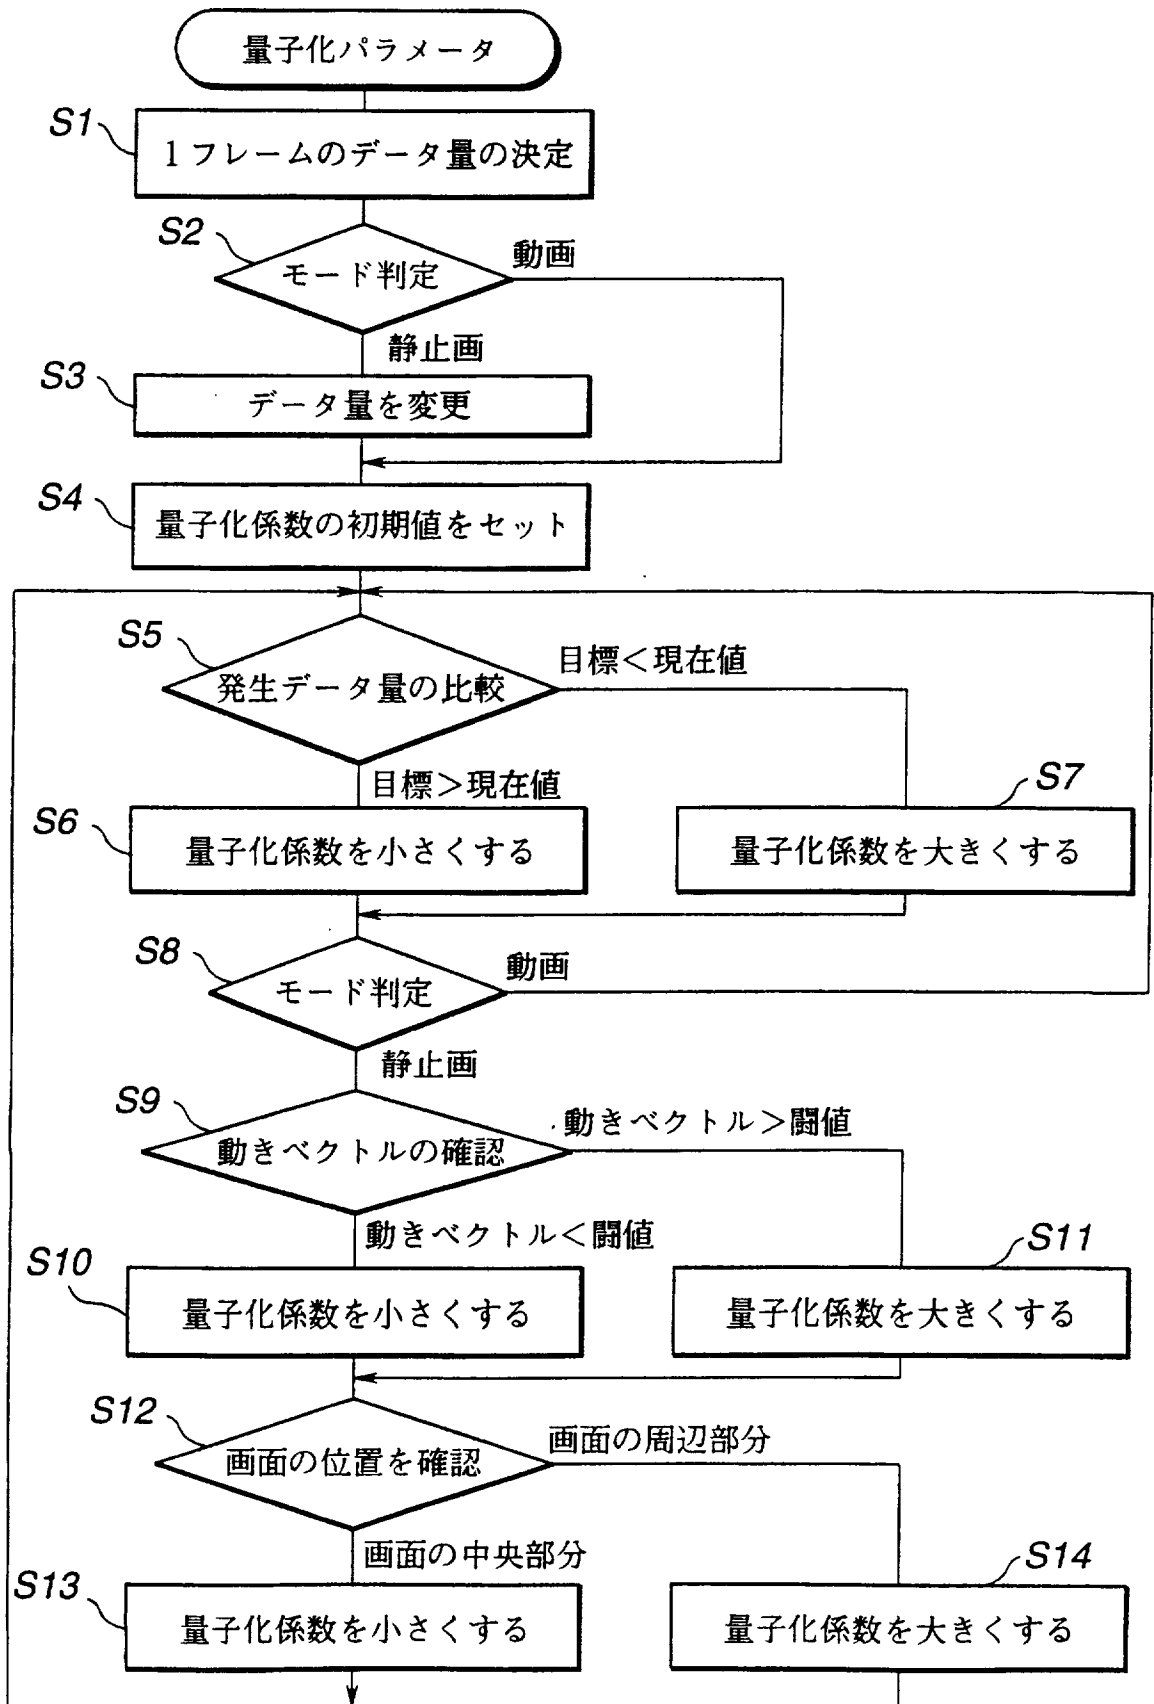 量子化パラメータ
S1
1フレームのデータ量の決定
S2
モード判定
動画
静止画
S3
データ量を変更
S4
量子化係数の初期値をセット
S5
発生データ量の比較
目標＜現在値
目標＞現在値
S6
量子化係数を小さくする
S7
量子化係数を大きくする
S8
モード判定
動画
静止画
S9
動きベクトルの確認
動きベクトル＞闘値
動きベクトル＜闘値
S10
量子化係数を小さくする
S11
量子化係数を大きくする
S12
画面の位置を確認
画面の周辺部分
画面の中央部分
S13
量子化係数を小さくする
S14
量子化係数を大きくする